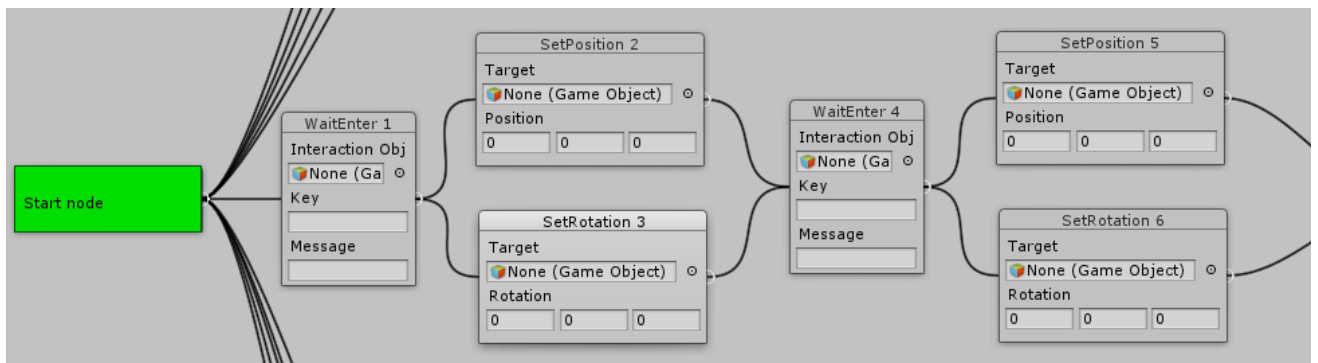 Start node
WaitEnter 1
Interaction Obj
None (Ga
Key
Message
SetPosition 2
Target
None (Game Object)
Position
0 0 0
SetRotation 3
Target
None (Game Object)
Rotation
0 0 0
WaitEnter 4
Interaction Obj
None (Ga
Key
Message
SetPosition 5
Target
None (Game Object)
Position
0 0 0
SetRotation 6
Target
None (Game Object)
Rotation
0 0 0